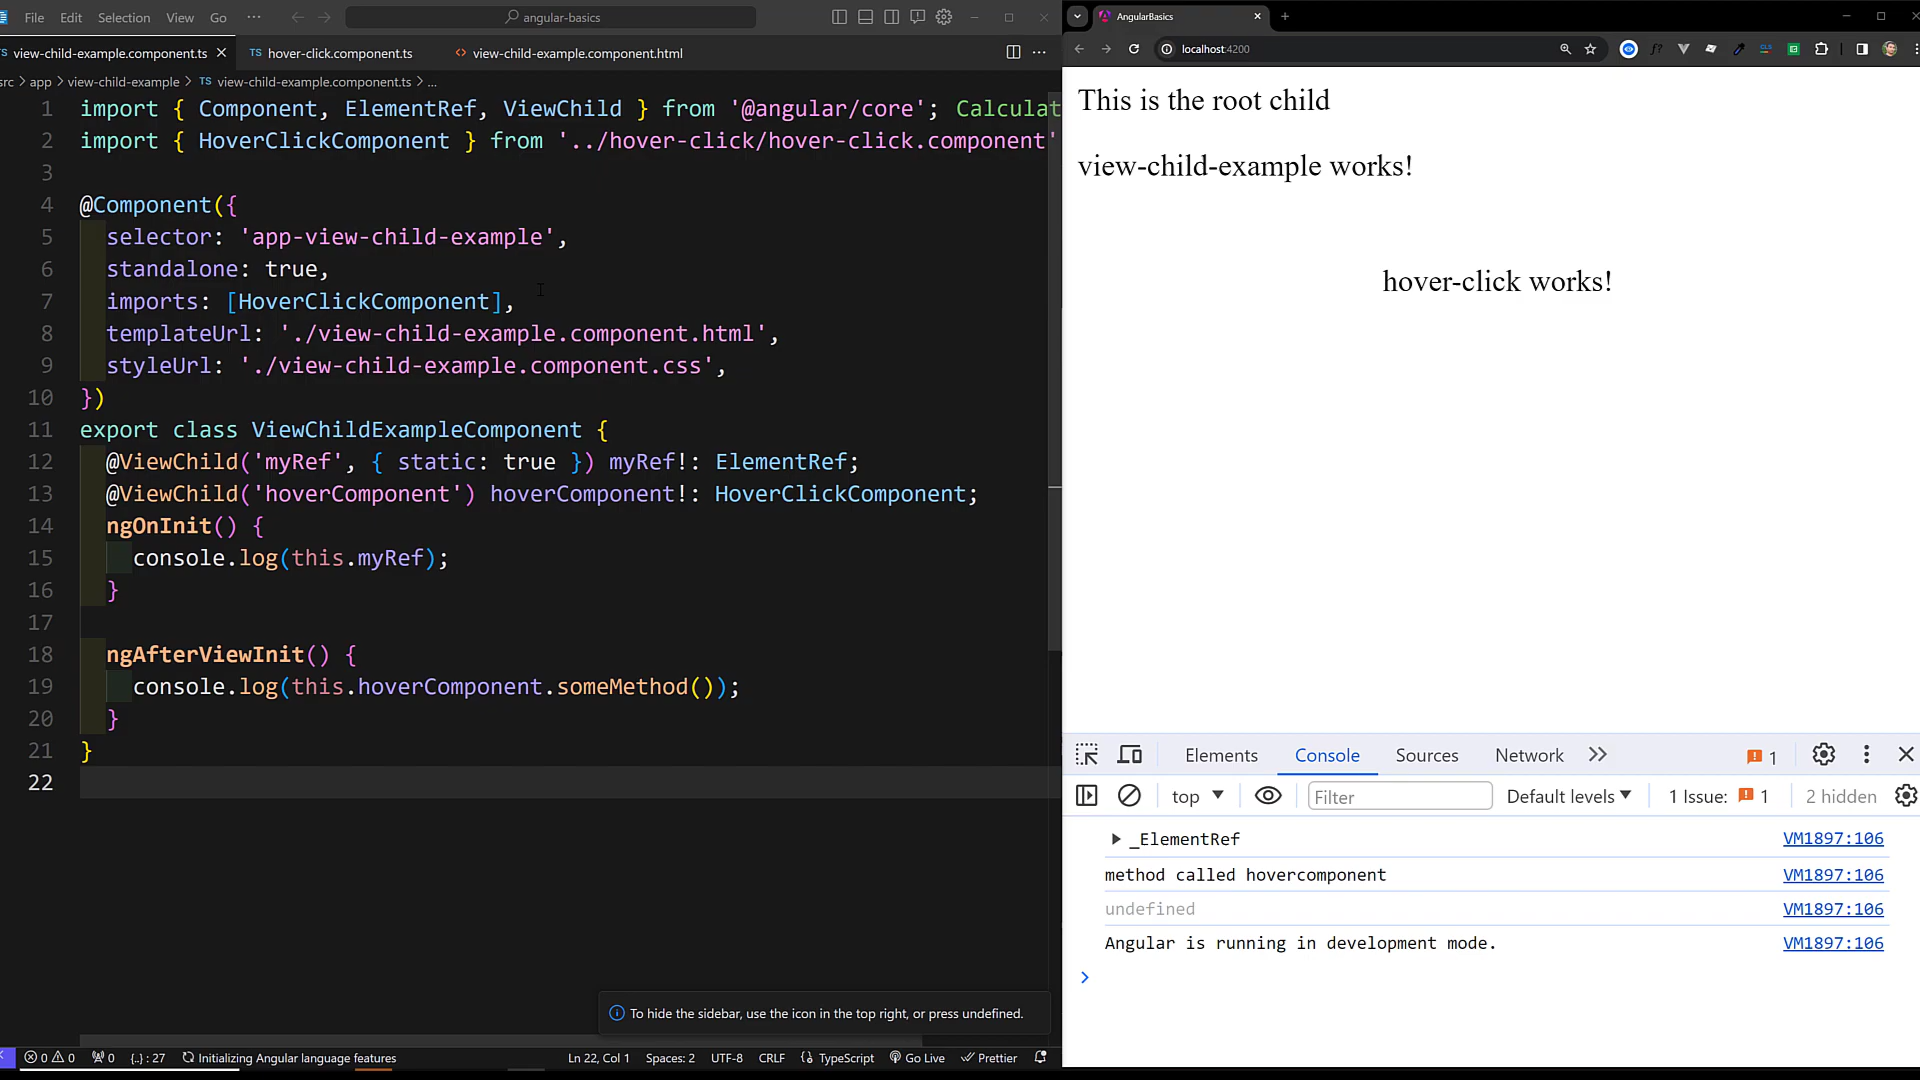 File Edit Selection View Go ··· angular-basics
TS view-child-example.component.ts TS hover-click.component.ts <> view-child-example.component.html
src > app > view-child-example > TS view-child-example.component.ts > ...
1 import { Component, ElementRef, ViewChild } from '@angular/core'; Calculat
2 import { HoverClickComponent } from '../hover-click/hover-click.component'
3
4 @Component({
5 selector: 'app-view-child-example',
6 standalone: true,
7 imports: [HoverClickComponent],
8 templateUrl: './view-child-example.component.html',
9 styleUrl: './view-child-example.component.css',
10 })
11 export class ViewChildExampleComponent {
12 @ViewChild('myRef', { static: true }) myRef!: ElementRef;
13 @ViewChild('hoverComponent') hoverComponent!: HoverClickComponent;
14 ngOnInit() {
15 console.log(this.myRef);
16 }
17
18 ngAfterViewInit() {
19 console.log(this.hoverComponent.someMethod());
20 }
21 }
22
To hide the sidebar, use the icon in the top right, or press undefined.
0 0 0 {..} : 27 Initializing Angular language features Ln 22, Col 1 Spaces: 2 UTF-8 CRLF TypeScript Go Live Prettier
AngularBasics
localhost:4200
This is the root child
view-child-example works!
hover-click works!
Elements Console Sources Network 1
top Filter Default levels 1 Issue: 1 2 hidden
_ElementRef VM1897:106
method called hovercomponent VM1897:106
undefined VM1897:106
Angular is running in development mode. VM1897:106